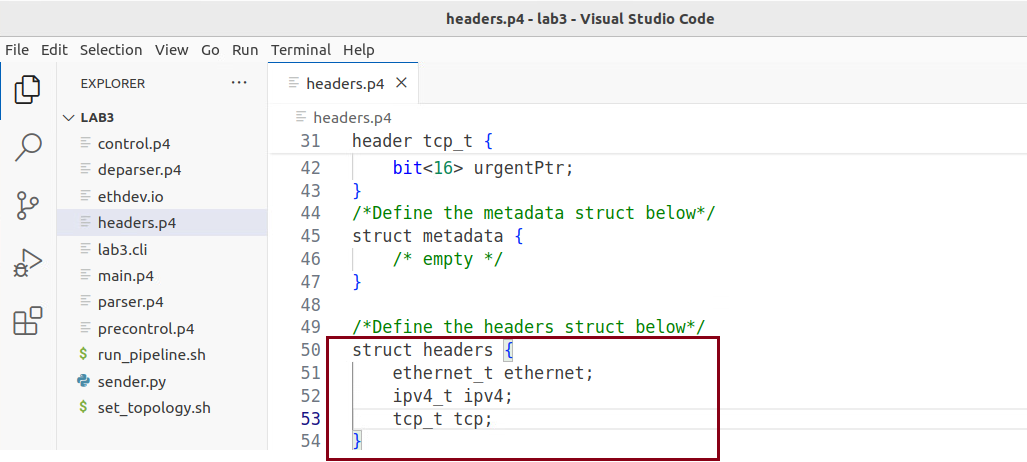 headers.p4 - lab3 - Visual Studio Code
File Edit Selection View Go Run Terminal Help
EXPLORER ···
LAB3
control.p4
deparser.p4
ethdev.io
headers.p4
lab3.cli
main.p4
parser.p4
precontrol.p4
$ run_pipeline.sh
sender.py
$ set_topology.sh
headers.p4
headers.p4
31 header tcp_t {
42 bit<16> urgentPtr;
43 }
44 /*Define the metadata struct below*/
45 struct metadata {
46 /* empty */
47 }
48
49 /*Define the headers struct below*/
50 struct headers {
51 ethernet_t ethernet;
52 ipv4_t ipv4;
53 tcp_t tcp;
54 }